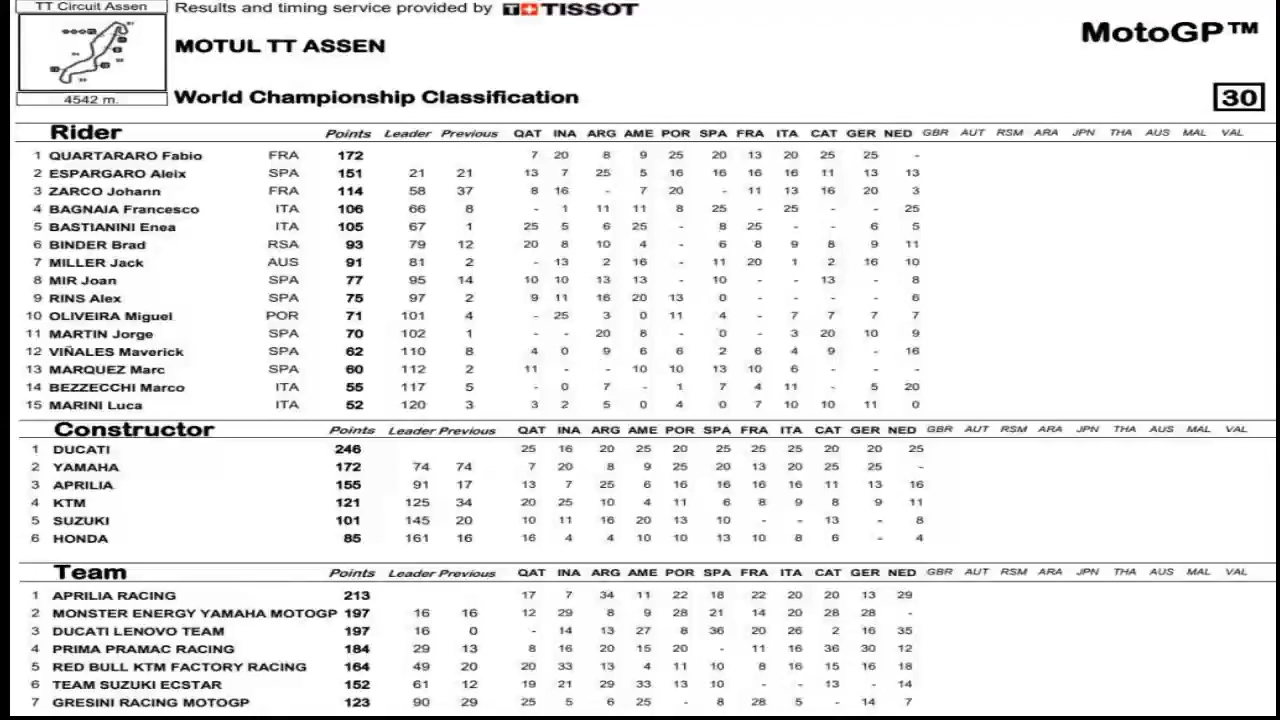 TT Circuit Assen
Results and timing service provided by T+TISSOT
MOTUL TT ASSEN
MotoGP™
4542 m.
World Championship Classification
30
Rider Points Leader Previous QAT INA ARG AME POR SPA FRA ITA CAT GER NED GBR AUT RSM ARA JPN THA AUS MAL VAL
1 QUARTARARO Fabio FRA 172 7 20 8 9 25 20 13 20 25 25 -
2 ESPARGARO Aleix SPA 151 21 21 13 7 25 5 16 16 16 16 11 13 13
3 ZARCO Johann FRA 114 58 37 8 16 - 7 20 - 11 13 16 20 3
4 BAGNAIA Francesco ITA 106 66 8 - 1 11 11 8 25 - 25 - - 25
5 BASTIANINI Enea ITA 105 67 1 25 5 6 25 - 8 25 - - 6 5
6 BINDER Brad RSA 93 79 12 20 8 10 4 - 6 8 9 8 9 11
7 MILLER Jack AUS 91 81 2 - 13 2 16 - 11 20 1 2 16 10
8 MIR Joan SPA 77 95 14 10 10 13 13 - 10 - - 13 - 8
9 RINS Alex SPA 75 97 2 9 11 16 20 13 0 - - - - 6
10 OLIVEIRA Miguel POR 71 101 4 - 25 3 0 11 4 - 7 7 7 7
11 MARTIN Jorge SPA 70 102 1 - - 20 8 - 0 - 3 20 10 9
12 VIÑALES Maverick SPA 62 110 8 4 0 9 6 6 2 6 4 9 - 16
13 MARQUEZ Marc SPA 60 112 2 11 - - 10 10 13 10 6 - - -
14 BEZZECCHI Marco ITA 55 117 5 - 0 7 - 1 7 4 11 - 5 20
15 MARINI Luca ITA 52 120 3 3 2 5 0 4 0 7 10 10 11 0
Constructor Points Leader Previous QAT INA ARG AME POR SPA FRA ITA CAT GER NED GBR AUT RSM ARA JPN THA AUS MAL VAL
1 DUCATI 246 25 16 20 25 20 25 25 25 20 20 25
2 YAMAHA 172 74 74 7 20 8 9 25 20 13 20 25 25 -
3 APRILIA 155 91 17 13 7 25 6 16 16 16 16 11 13 16
4 KTM 121 125 34 20 25 10 4 11 6 8 9 8 9 11
5 SUZUKI 101 145 20 10 11 16 20 13 10 - - 13 - 8
6 HONDA 85 161 16 16 4 4 10 10 13 10 8 6 - 4
Team Points Leader Previous QAT INA ARG AME POR SPA FRA ITA CAT GER NED GBR AUT RSM ARA JPN THA AUS MAL VAL
1 APRILIA RACING 213 17 7 34 11 22 18 22 20 20 13 29
2 MONSTER ENERGY YAMAHA MOTOGP 197 16 16 12 29 8 9 28 21 14 20 28 28 -
3 DUCATI LENOVO TEAM 197 16 0 - 14 13 27 8 36 20 26 2 16 35
4 PRIMA PRAMAC RACING 184 29 13 8 16 20 15 20 - 11 16 36 30 12
5 RED BULL KTM FACTORY RACING 164 49 20 20 33 13 4 11 10 8 16 15 16 18
6 TEAM SUZUKI ECSTAR 152 61 12 19 21 29 33 13 10 - - 13 - 14
7 GRESINI RACING MOTOGP 123 90 29 25 5 6 25 - 8 28 5 - 14 7